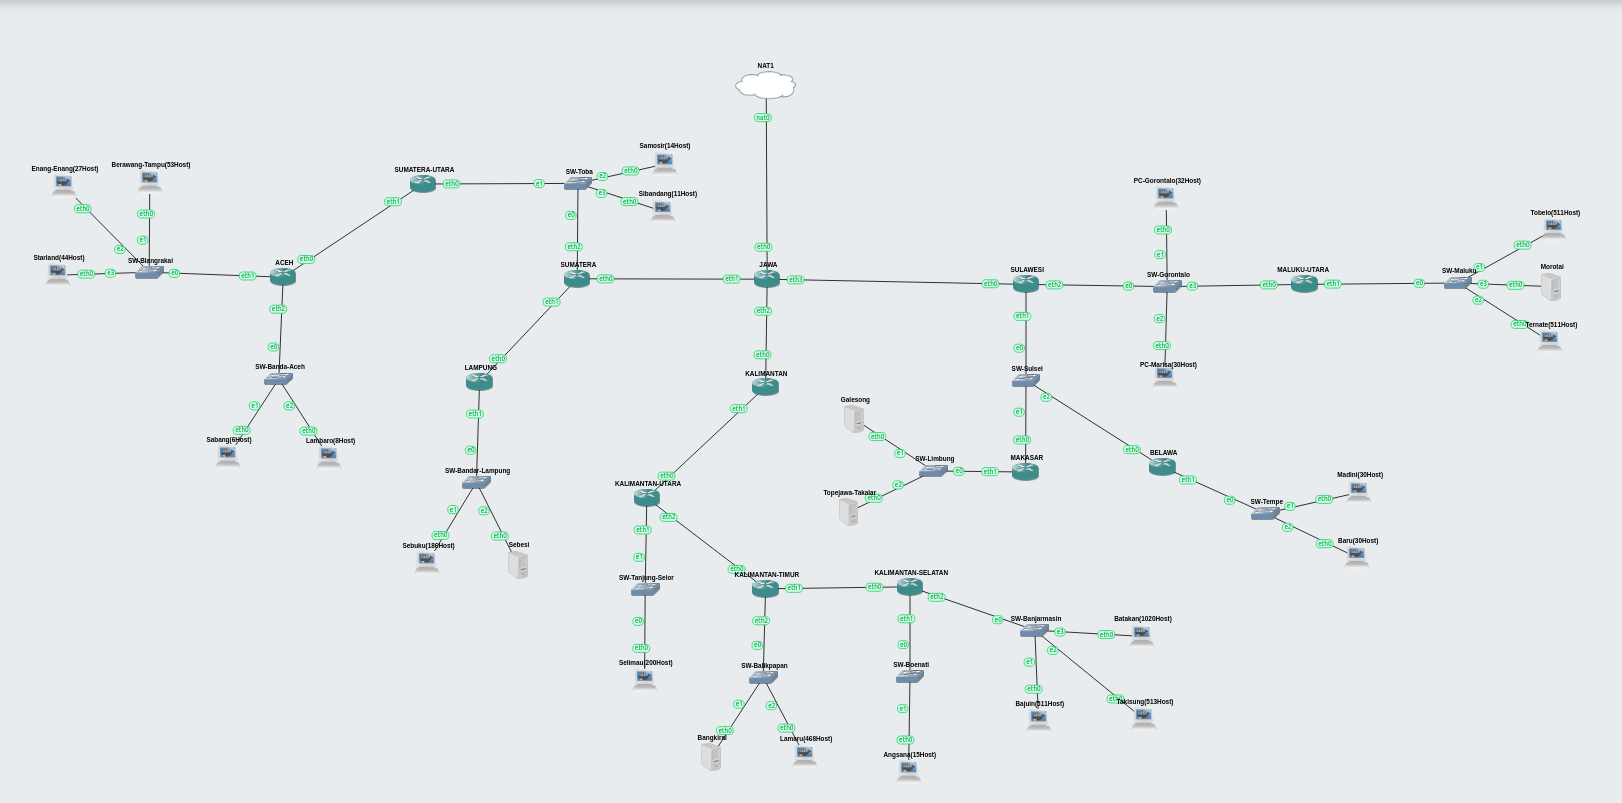 NAT1
nat0
Samosir(14Host)
Enang-Enang(27Host)
Berawang-Tampu(53Host)
SUMATERA-UTARA
SW-Toba
e2
eth0
PC-Gorontalo(32Host)
eth0
e1
e3
eth0
Sibandang(11Host)
eth1
eth0
eth0
e0
Tobelo(511Host)
e1
eth0
eth0
e2
eth2
eth0
e1
Starland(44Host)
SW-Blangrakai
ACEH
eth0
SUMATERA
JAWA
SULAWESI
SW-Gorontalo
MALUKU-UTARA
SW-Maluku
e1
Morotai
eth0
e3
e0
eth1
eth0
eth1
eth3
eth0
eth2
e0
e3
eth0
eth1
e0
e3
eth0
eth2
eth1
eth2
eth1
e2
e2
eth0
Ternate(511Host)
e0
eth0
eth0
e0
eth0
SW-Banda-Aceh
LAMPUNG
KALIMANTAN
SW-Sulsel
PC-Marisa(30Host)
e1
e2
eth1
eth1
Galesong
e1
e2
eth0
eth0
eth0
eth0
Sabang(6Host)
Lambaro(8Host)
e0
e1
eth0
BELAWA
SW-Limbung
MAKASAR
SW-Bandar-Lampung
eth0
e0
eth1
eth1
Madini(30Host)
KALIMANTAN-UTARA
e2
Topejawa-Takalar
eth0
e0
SW-Tempe
e1
eth0
e1
e2
eth1
eth2
e2
eth0
eth0
Sebuku(186Host)
Sebesi
e1
Baru(30Host)
eth0
SW-Tanjung-Selor
eth0
KALIMANTAN-TIMUR
KALIMANTAN-SELATAN
eth1
eth0
eth2
e0
eth2
eth1
e0
SW-Banjarmasin
Batakan(1020Host)
e3
eth0
eth0
e0
e0
e2
Selimau(200Host)
SW-Balikpapan
SW-Boenati
e1
e1
e2
e1
eth0
eth0
Bajuin(511Host)
Takisung(513Host)
eth0
eth0
eth0
Bangkirai
Lamaru(468Host)
Angsana(15Host)